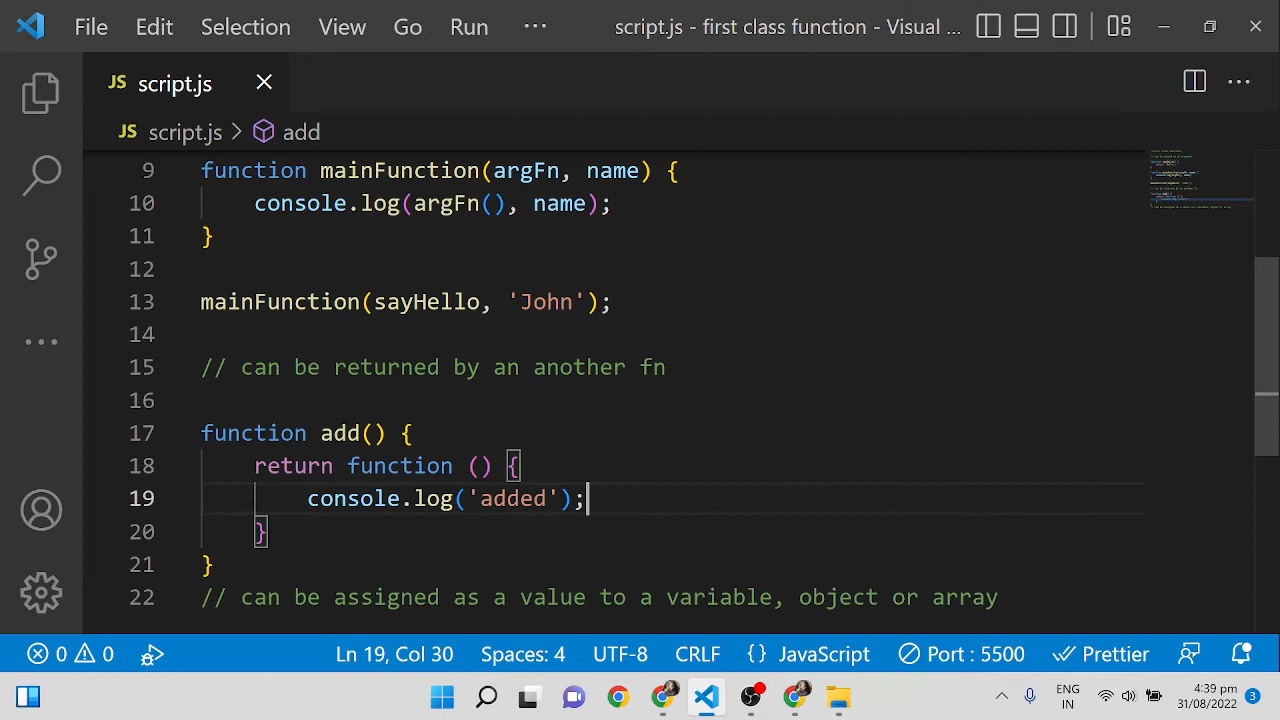 File Edit Selection View Go Run ··· script.js - first class function - Visual ...
JS script.js
JS script.js > add
9 function mainFunction(argFn, name) {
10 console.log(argFn(), name);
11 }
12
13 mainFunction(sayHello, 'John');
14
15 // can be returned by an another fn
16
17 function add() {
18 return function () {
19 console.log('added');
20 }
21 }
22 // can be assigned as a value to a variable, object or array
0 0 Ln 19, Col 30 Spaces: 4 UTF-8 CRLF {} JavaScript Port : 5500 Prettier
ENG 4:39 pm
IN 31/08/2022 3